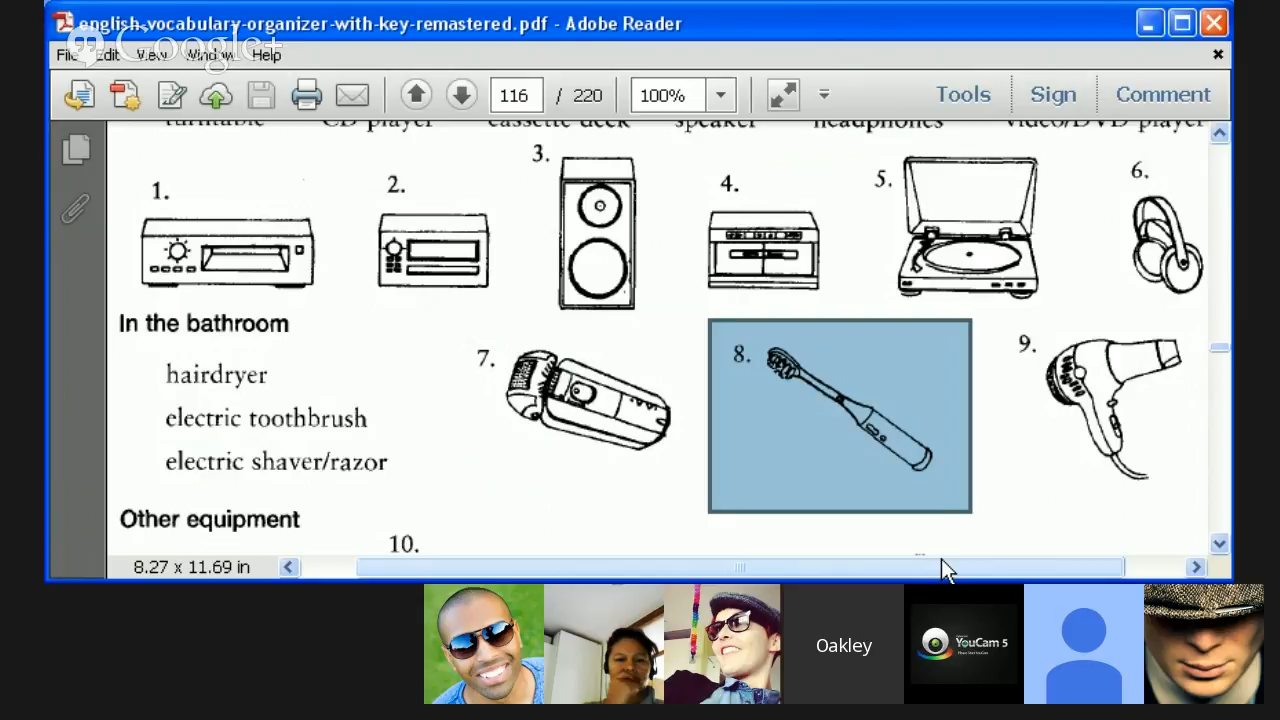 english-vocabulary-organizer-with-key-remastered.pdf - Adobe Reader
Google+
File Edit View Window Help
116 / 220 100% Tools Sign Comment
turntable CD player cassette deck speaker headphones video/DVD player
1. 2. 3. 4. 5. 6.
In the bathroom
7. 8. 9.
hairdryer
electric toothbrush
electric shaver/razor
Other equipment
10.
8.27 x 11.69 in
Oakley
YouCam 5